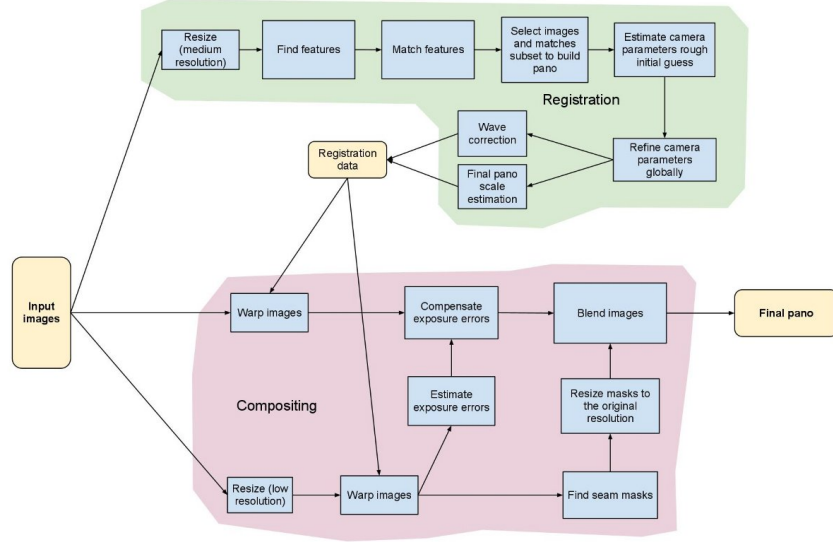 Resize
(medium
resolution)
Find features
Match features
Select images
and matches
subset to build
pano
Estimate camera
parameters rough
initial guess
Registration
Wave
correction
Refine camera
parameters
globally
Registration
data
Final pano
scale
estimation
Input
images
Warp images
Compensate
exposure errors
Blend images
Final pano
Compositing
Estimate
exposure errors
Resize masks to
the original
resolution
Resize (low
resolution)
Warp images
Find seam masks